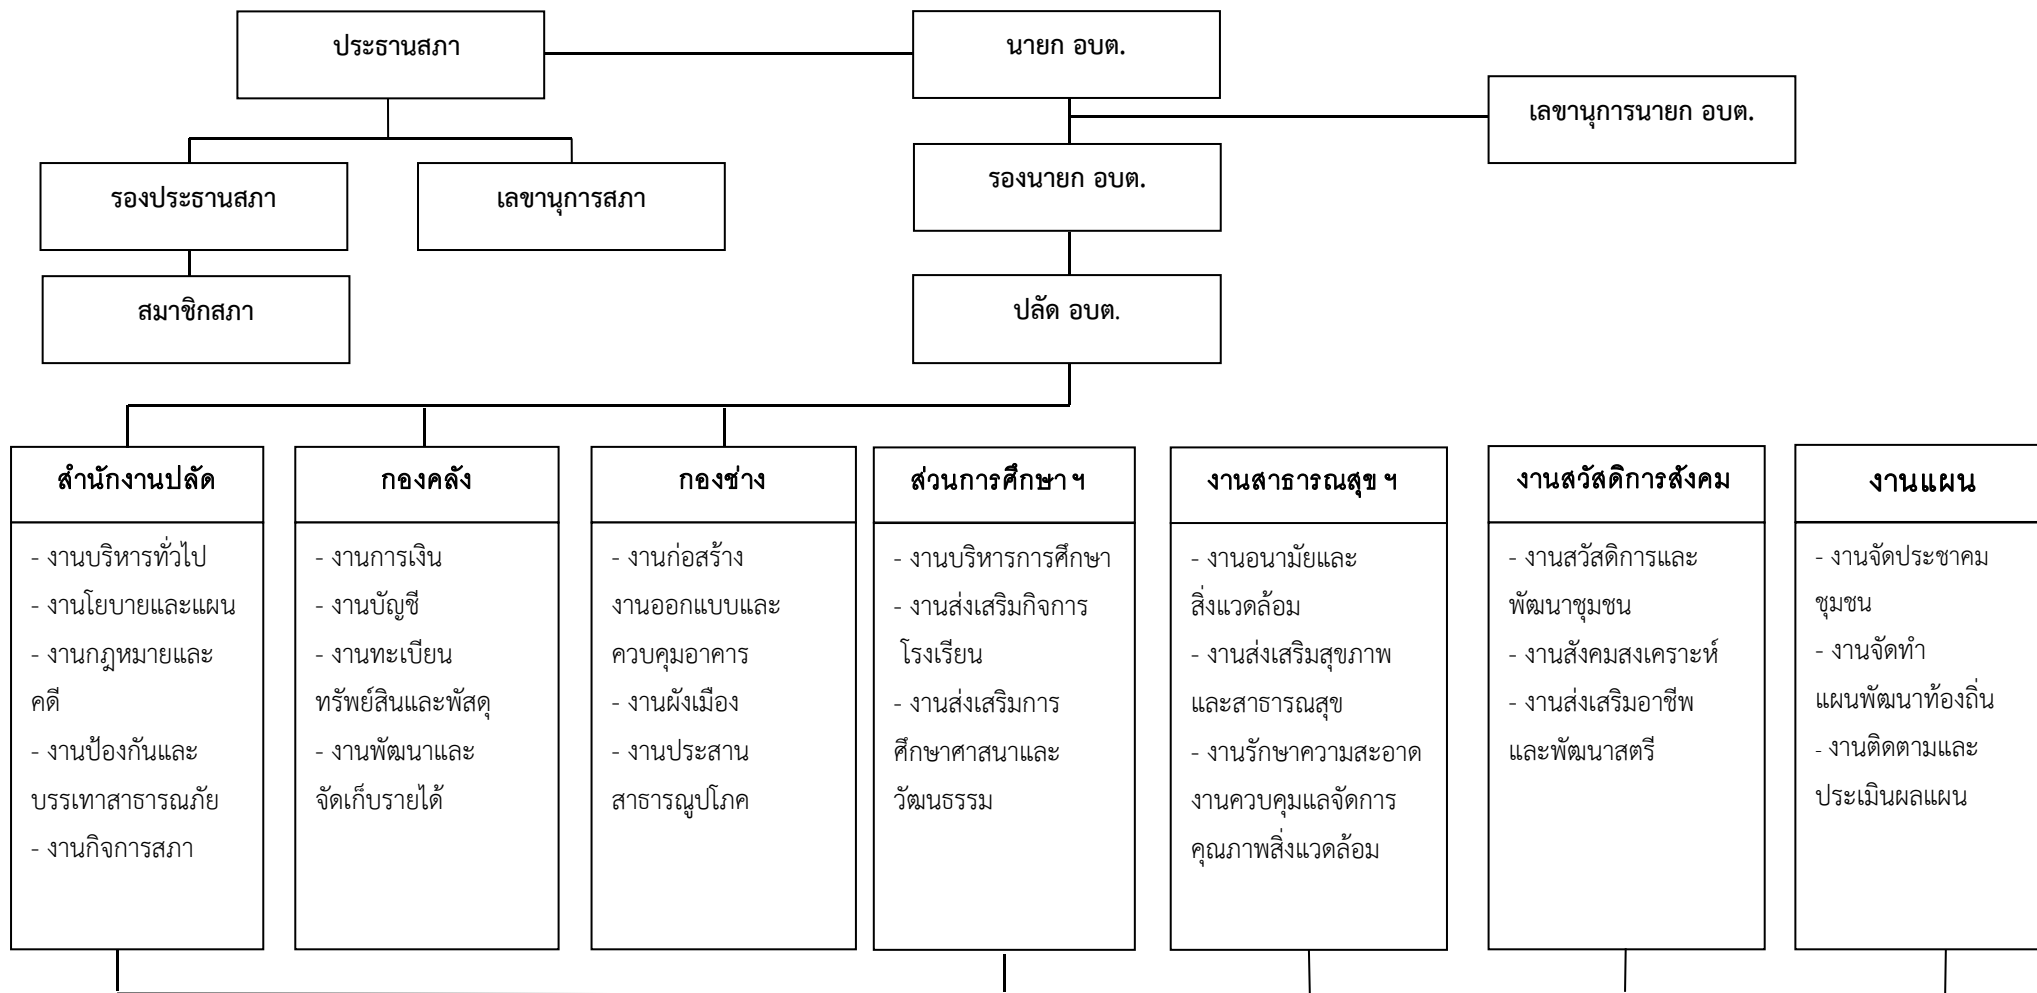 ประธานสภา
นายก อบต.
เลขานุการนายก อบต.
รองประธานสภา
เลขานุการสภา
รองนายก อบต.
สมาชิกสภา
ปลัด อบต.
สำนักงานปลัด
- งานบริหารทั่วไป
- งานโยบายและแผน
- งานกฎหมายและ
คดี
- งานป้องกันและ
บรรเทาสาธารณภัย
- งานกิจการสภา
กองคลัง
- งานการเงิน
- งานบัญชี
- งานทะเบียน
ทรัพย์สินและพัสดุ
- งานพัฒนาและ
จัดเก็บรายได้
กองช่าง
- งานก่อสร้าง
งานออกแบบและ
ควบคุมอาคาร
- งานผังเมือง
- งานประสาน
สาธารณูปโภค
ส่วนการศึกษา ฯ
- งานบริหารการศึกษา
- งานส่งเสริมกิจการ
โรงเรียน
- งานส่งเสริมการ
ศึกษาศาสนาและ
วัฒนธรรม
งานสาธารณสุข ฯ
- งานอนามัยและ
สิ่งแวดล้อม
- งานส่งเสริมสุขภาพ
และสาธารณสุข
- งานรักษาความสะอาด
งานควบคุมแลจัดการ
คุณภาพสิ่งแวดล้อม
งานสวัสดิการสังคม
- งานสวัสดิการและ
พัฒนาชุมชน
- งานสังคมสงเคราะห์
- งานส่งเสริมอาชีพ
และพัฒนาสตรี
งานแผน
- งานจัดประชาคม
ชุมชน
- งานจัดทำ
แผนพัฒนาท้องถิ่น
- งานติดตามและ
ประเมินผลแผน